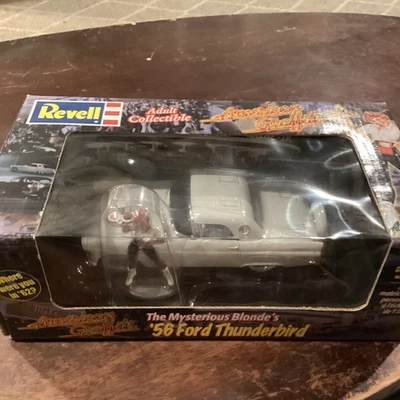 Revell
Adult
Collectible
American
Graffiti
where
were you
in '62?
American Graffiti
The Mysterious Blonde's
'56 Ford Thunderbird